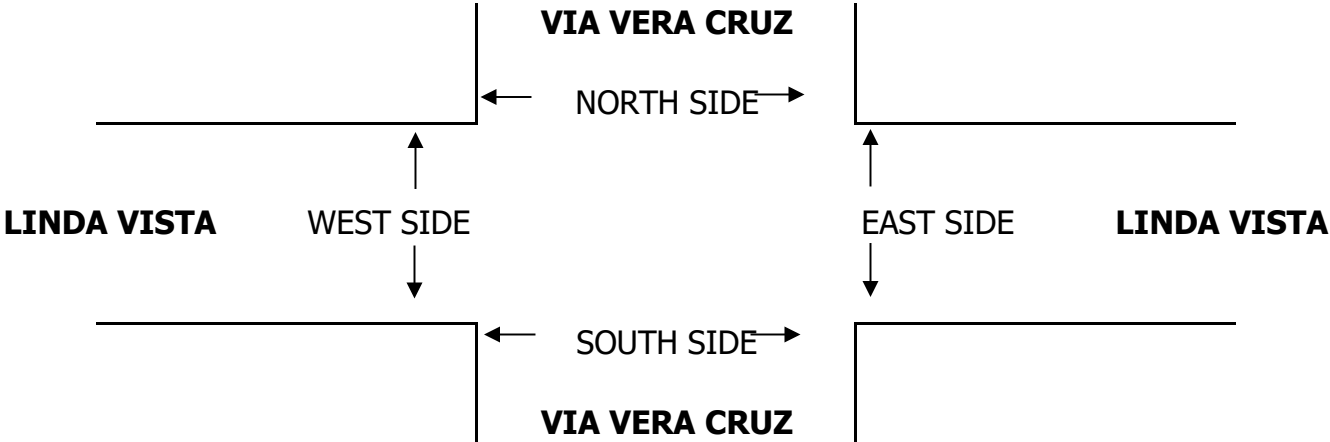 VIA VERA CRUZ
NORTH SIDE
LINDA VISTA WEST SIDE EAST SIDE LINDA VISTA
SOUTH SIDE
VIA VERA CRUZ